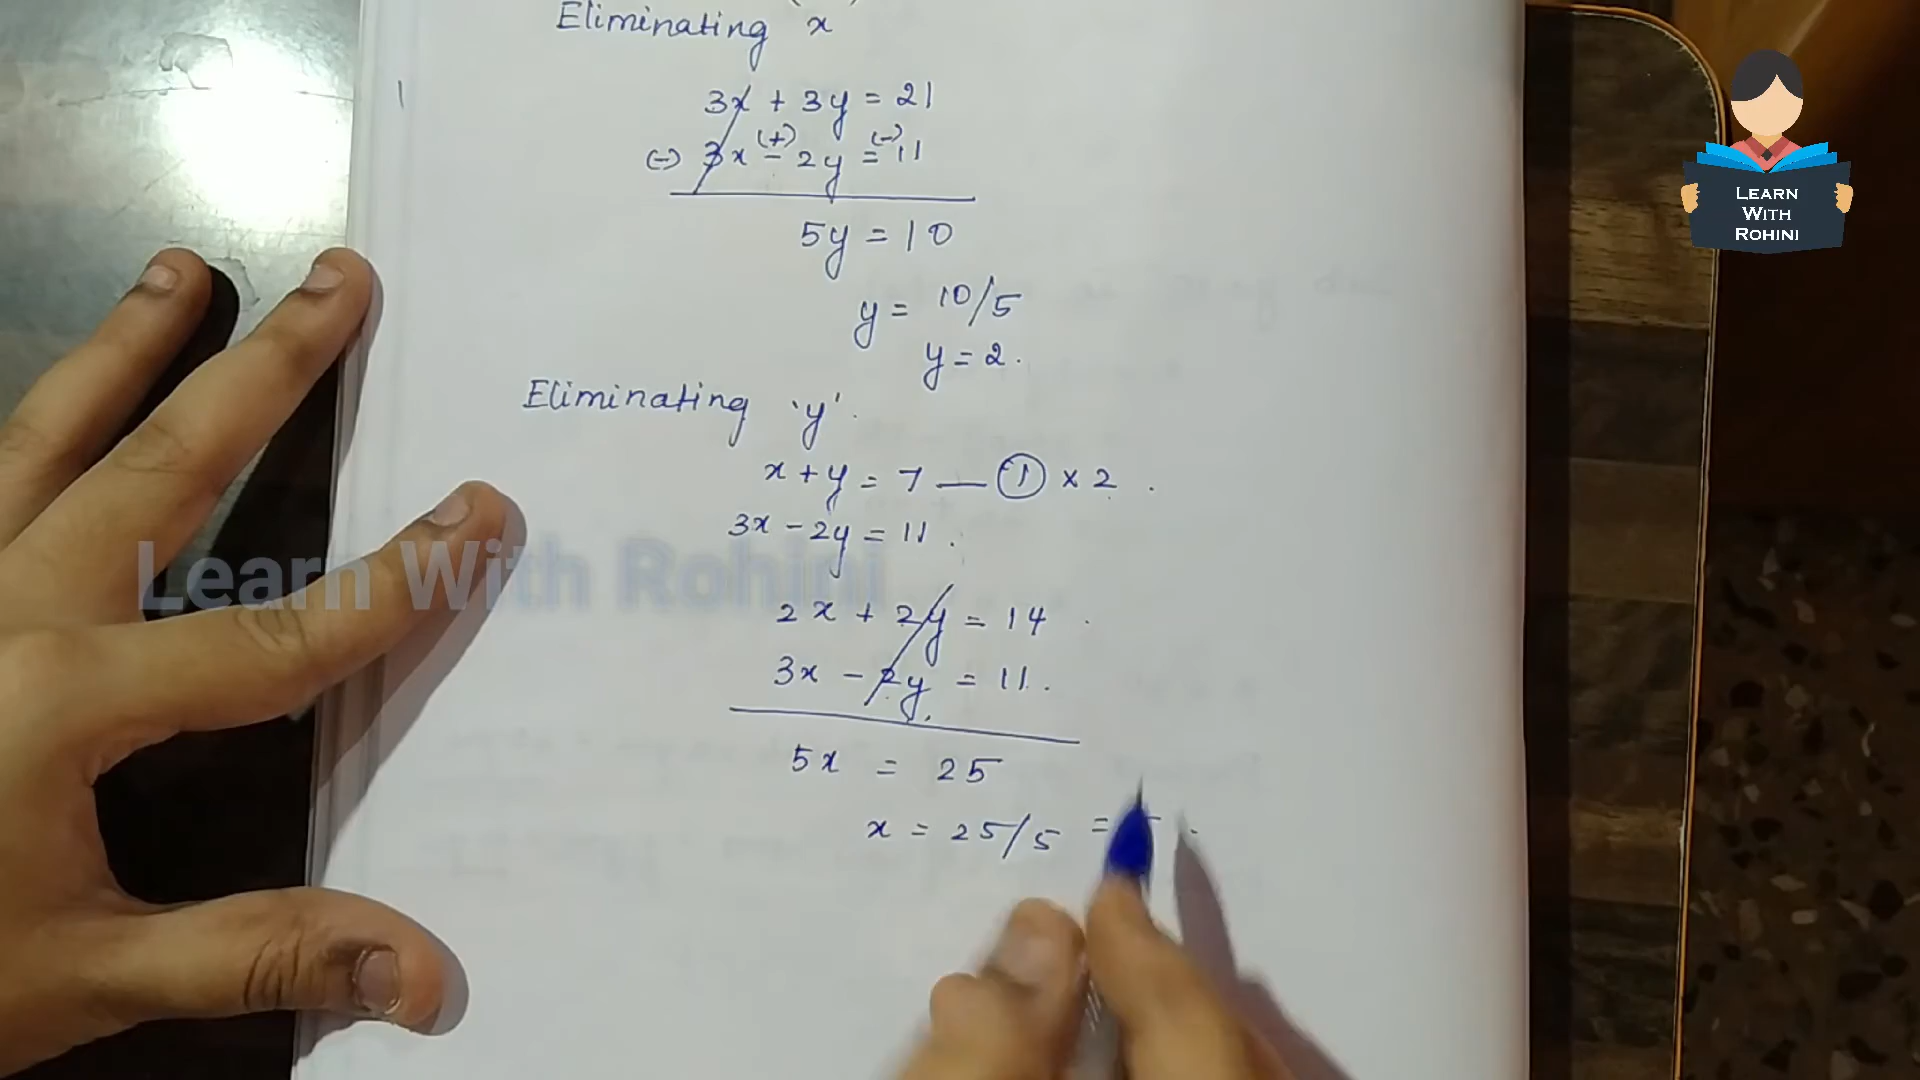 Eliminating x
3x + 3y = 21
(-) 3x (+) - 2y (-) = 11
5y = 10
y = 10/5
y = 2.
Eliminating 'y'.
x + y = 7 — ① × 2
3x - 2y = 11.
2x + 2y = 14
3x - 2y = 11.
5x = 25
x = 25/5 =
LEARN
WITH
ROHINI
Learn With Rohini